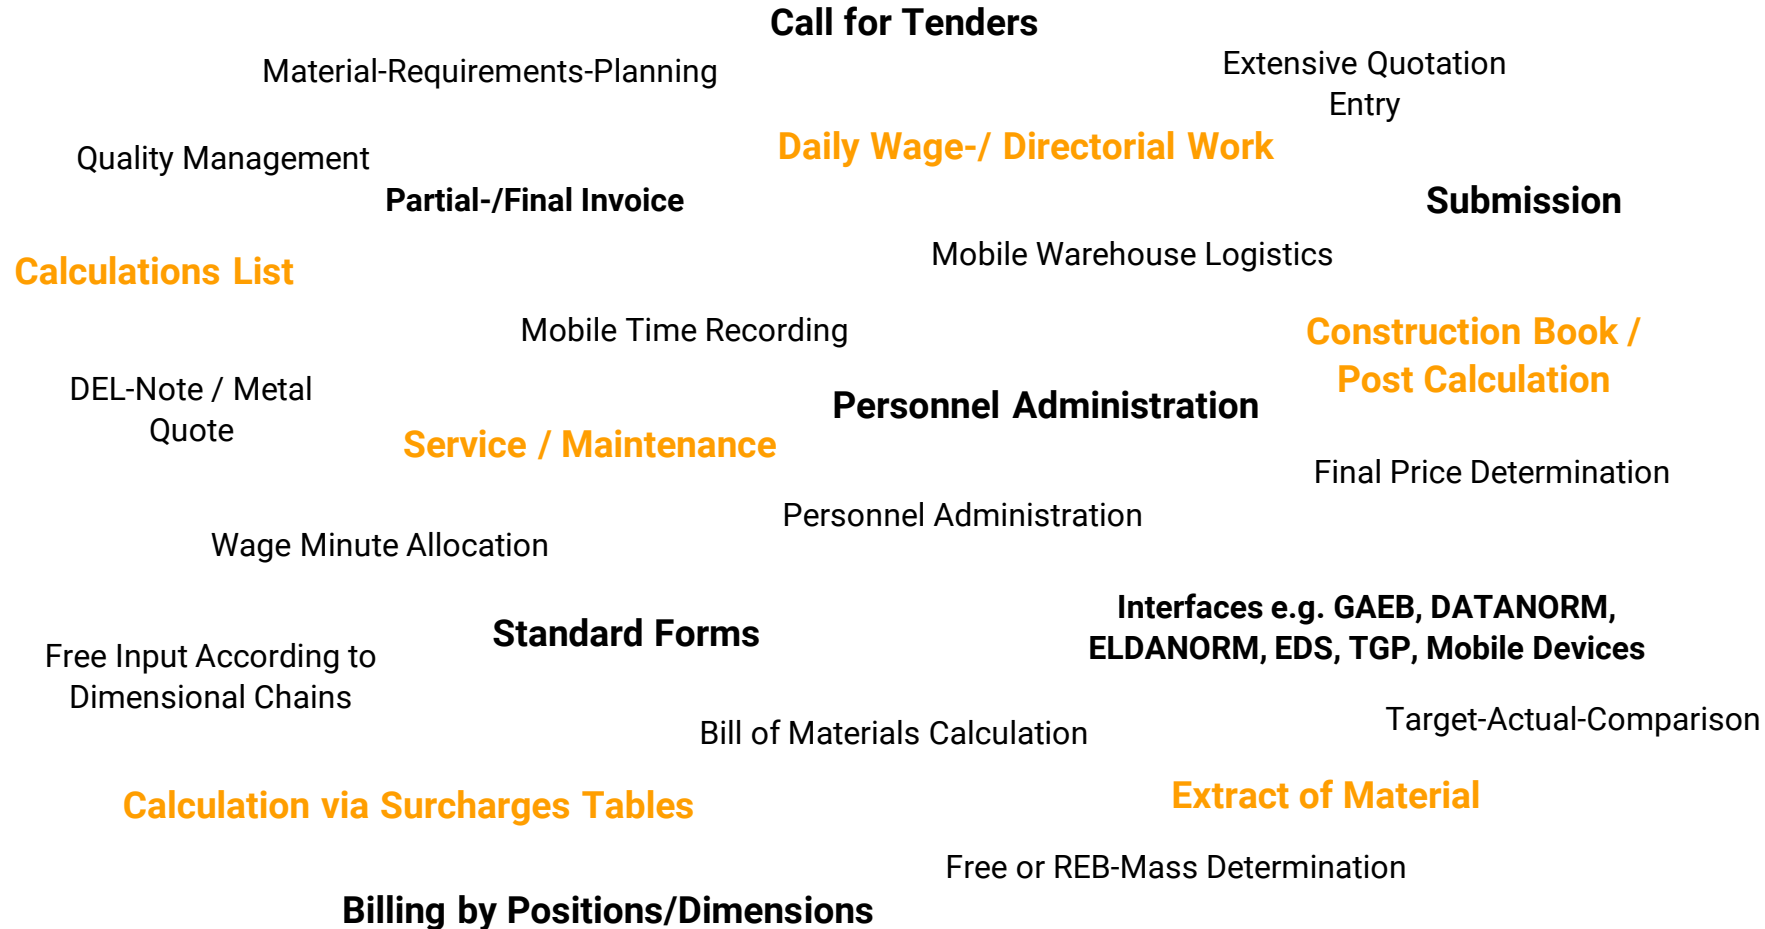 Call for Tenders
Material-Requirements-Planning
Extensive Quotation
Entry
Daily Wage-/ Directorial Work
Quality Management
Partial-/Final Invoice
Submission
Mobile Warehouse Logistics
Calculations List
Mobile Time Recording
Construction Book /
Post Calculation
DEL-Note / Metal
Quote
Personnel Administration
Service / Maintenance
Final Price Determination
Personnel Administration
Wage Minute Allocation
Interfaces e.g. GAEB, DATANORM,
ELDANORM, EDS, TGP, Mobile Devices
Standard Forms
Free Input According to
Dimensional Chains
Target-Actual-Comparison
Bill of Materials Calculation
Extract of Material
Calculation via Surcharges Tables
Free or REB-Mass Determination
Billing by Positions/Dimensions